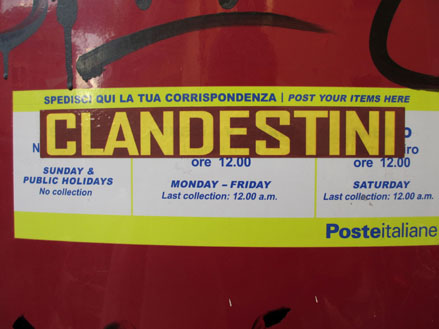 SPEDISCI QUI LA TUA CORRISPONDENZA | POST YOUR ITEMS HERE
CLANDESTINI
ore 12.00
ore 12.00
SUNDAY &
PUBLIC HOLIDAYS
No collection
MONDAY – FRIDAY
Last collection: 12.00 a.m.
SATURDAY
Last collection: 12.00 a.m.
Posteitaliane